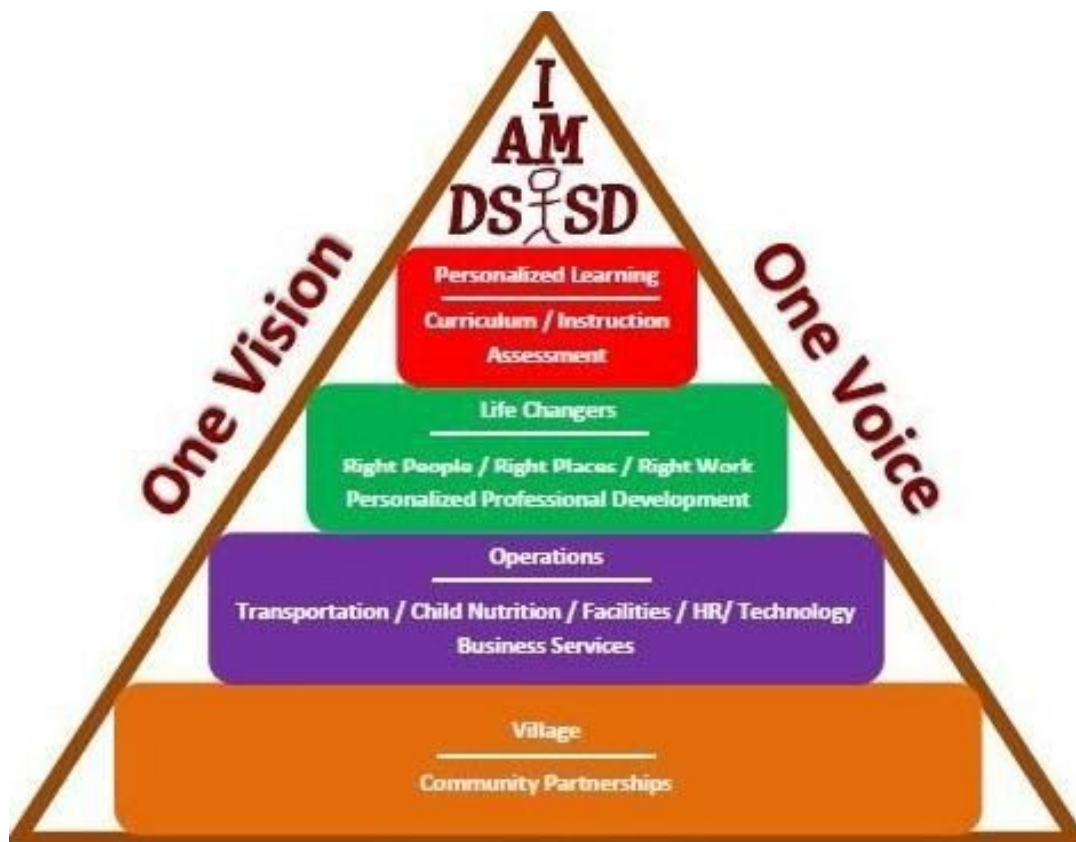 I
AM
DSSD
One Vision
One Voice
Personalized Learning
Curriculum / Instruction
Assessment
Life Changers
Right People / Right Places / Right Work
Personalized Professional Development
Operations
Transportation / Child Nutrition / Facilities / HR/ Technology
Business Services
Village
Community Partnerships